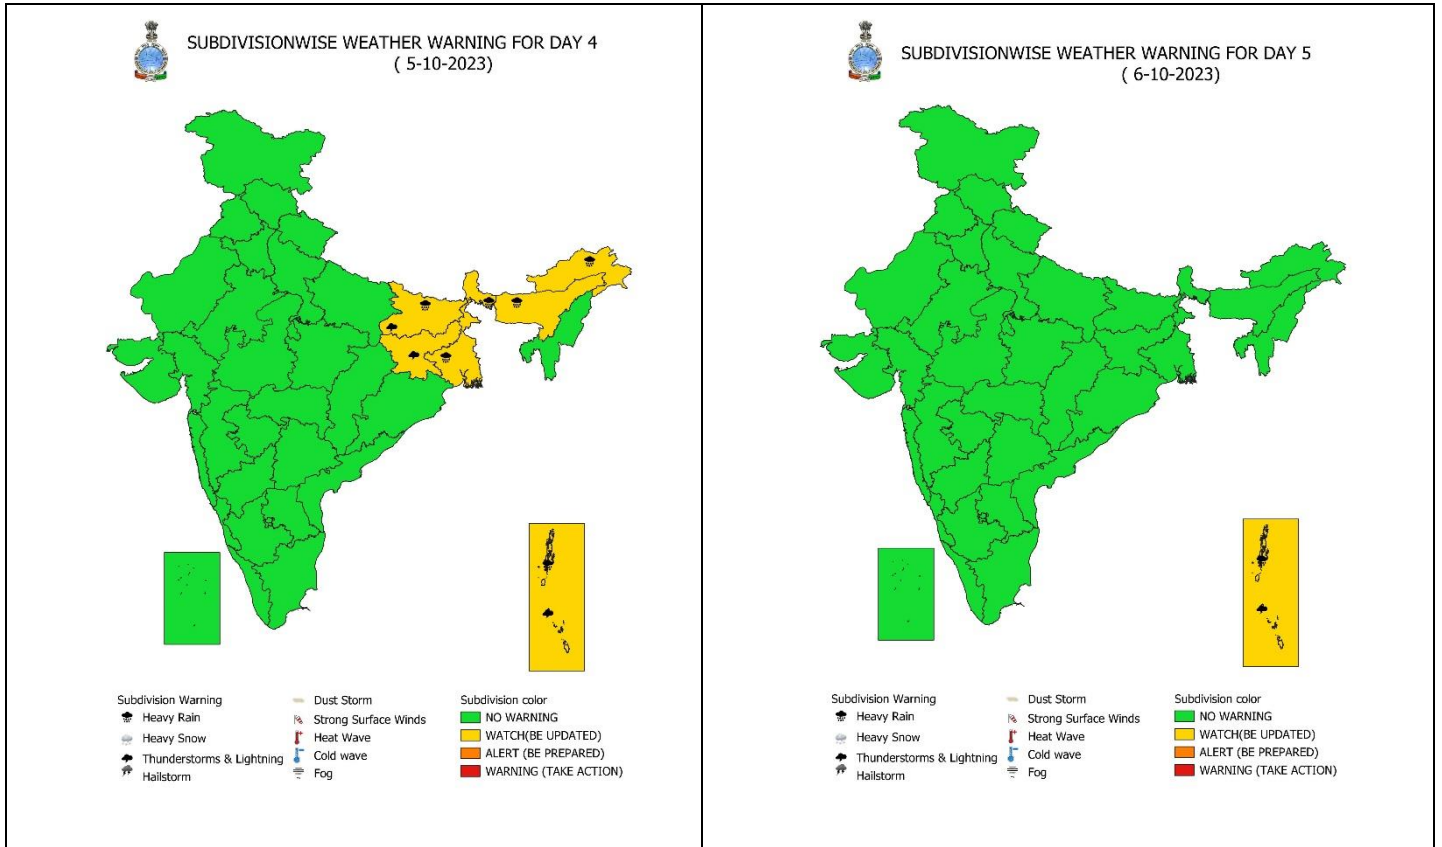 SUBDIVISIONWISE WEATHER WARNING FOR DAY 4
( 5-10-2023)
Subdivision Warning
Heavy Rain
Heavy Snow
Thunderstorms & Lightning
Hailstorm
Dust Storm
Strong Surface Winds
Heat Wave
Cold wave
Fog
Subdivision color
NO WARNING
WATCH(BE UPDATED)
ALERT (BE PREPARED)
WARNING (TAKE ACTION)
SUBDIVISIONWISE WEATHER WARNING FOR DAY 5
( 6-10-2023)
Subdivision Warning
Heavy Rain
Heavy Snow
Thunderstorms & Lightning
Hailstorm
Dust Storm
Strong Surface Winds
Heat Wave
Cold wave
Fog
Subdivision color
NO WARNING
WATCH(BE UPDATED)
ALERT (BE PREPARED)
WARNING (TAKE ACTION)